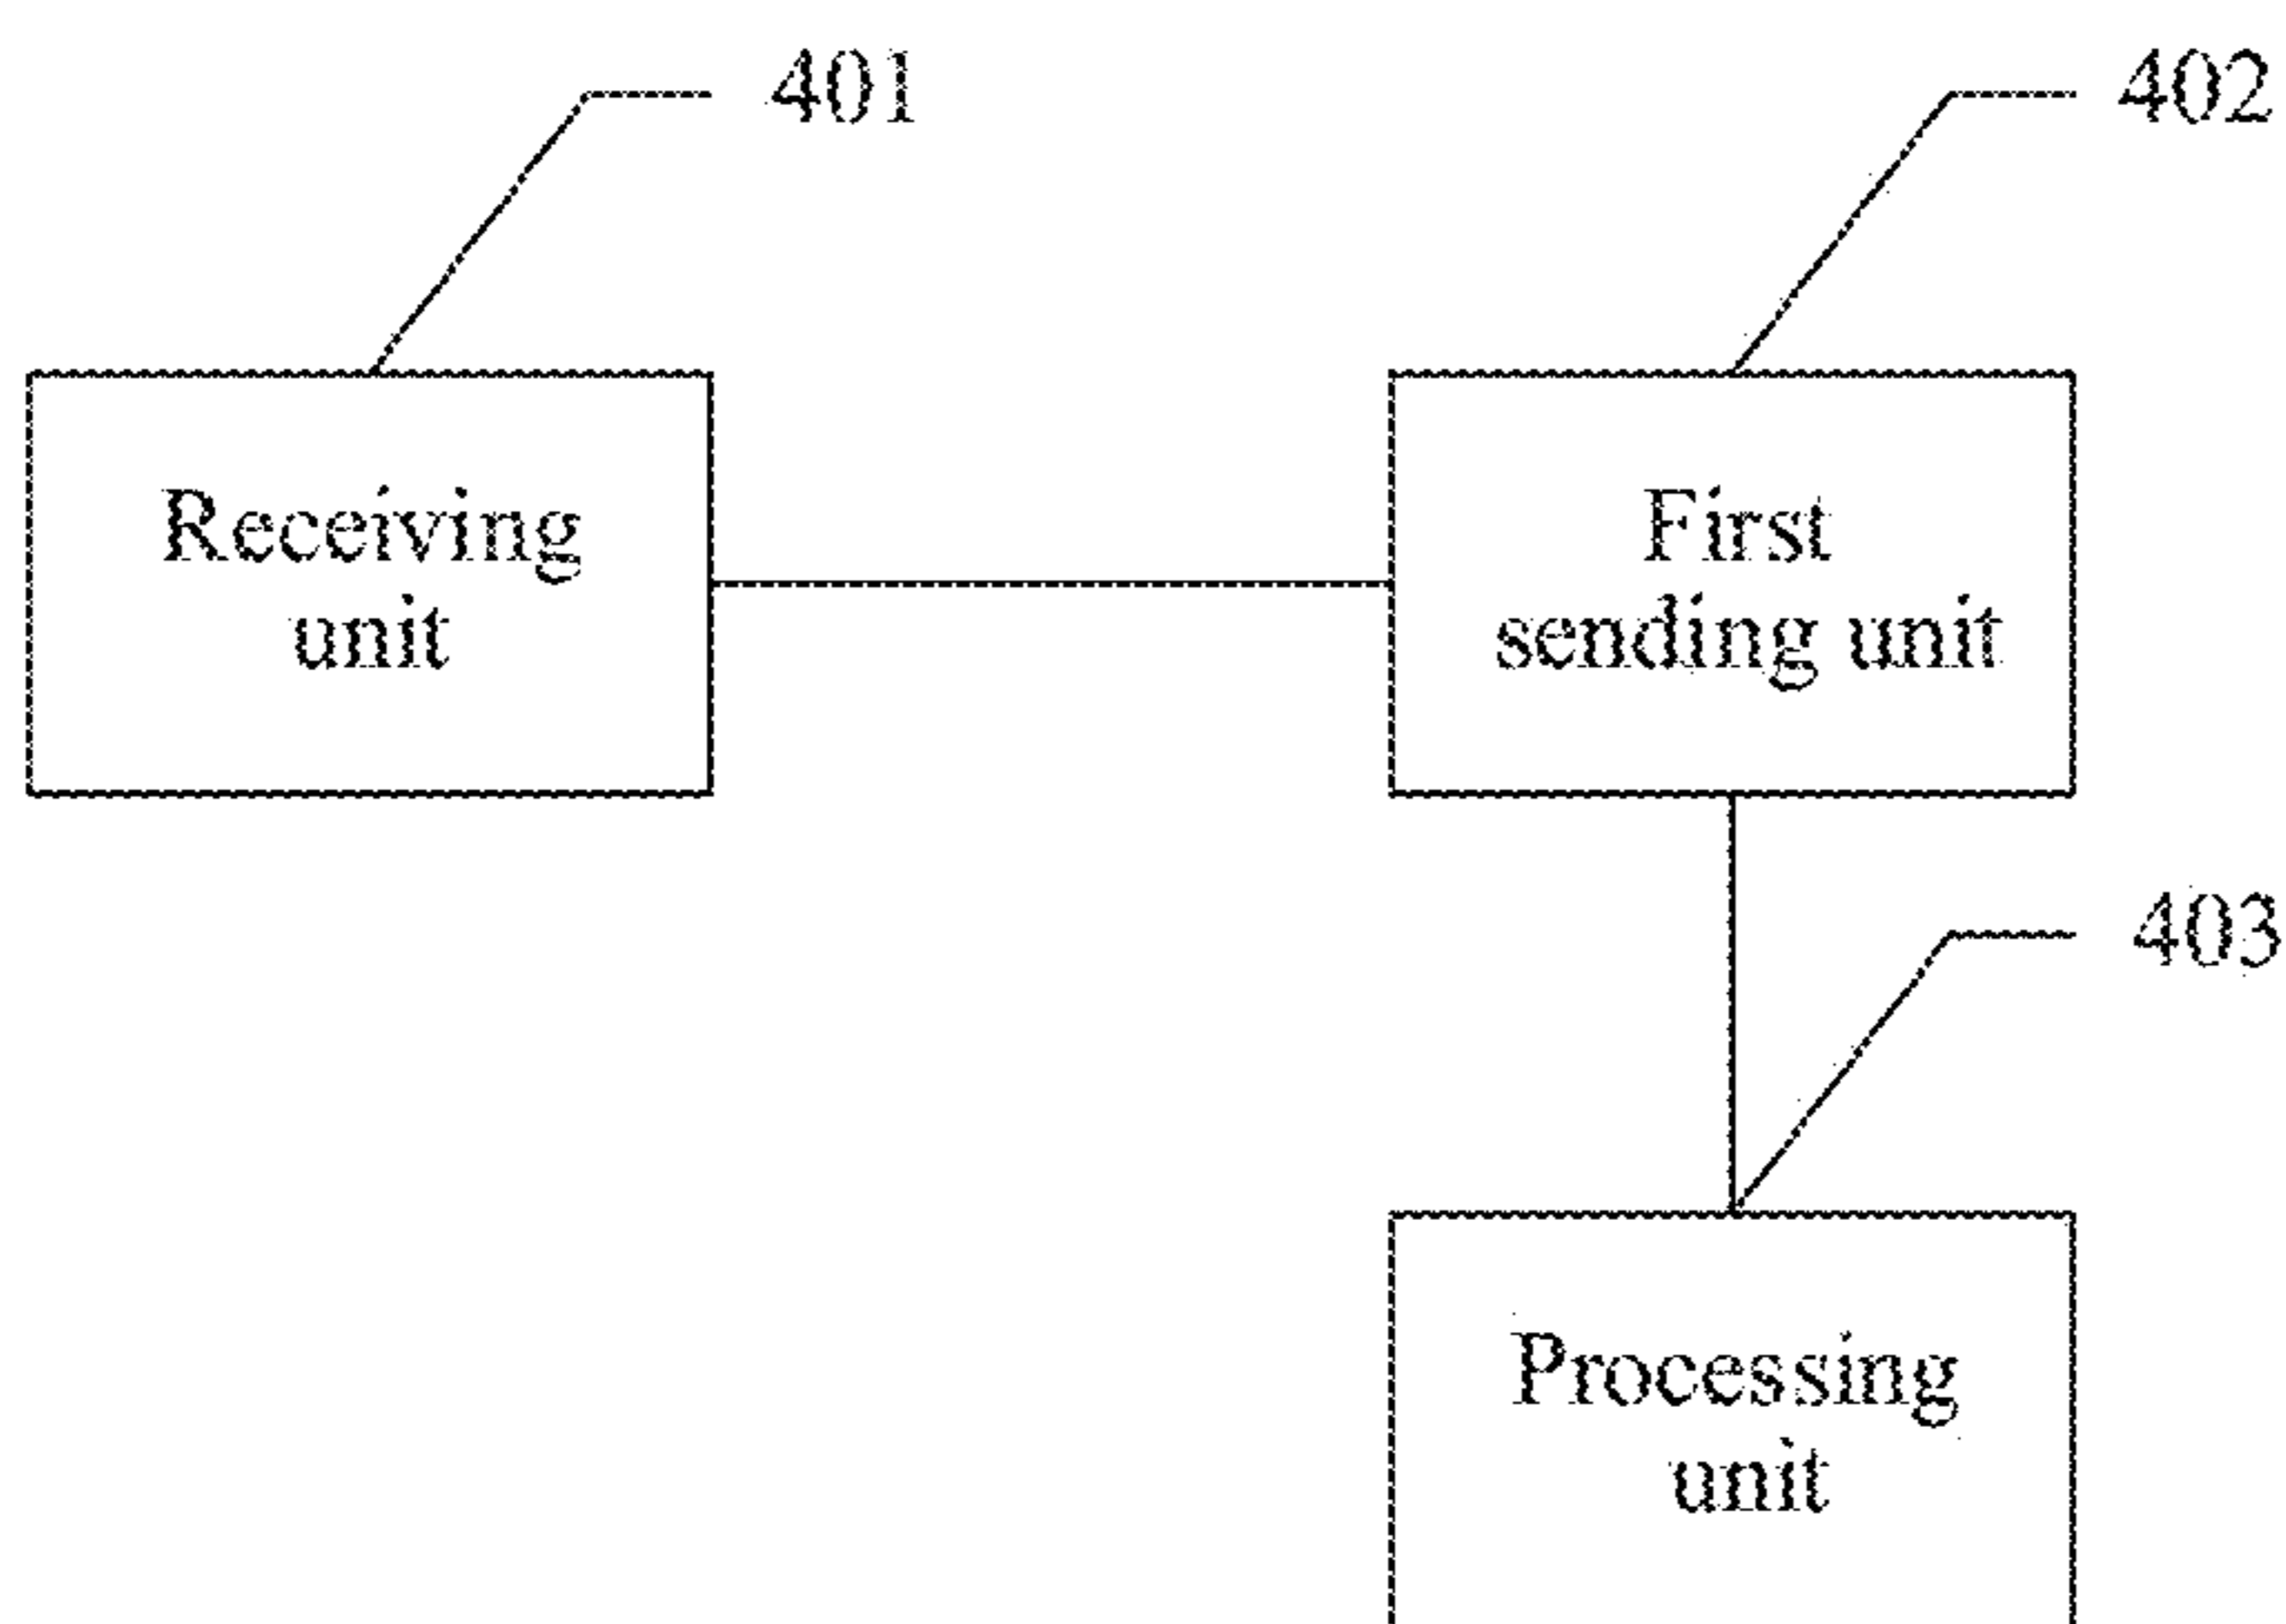 401
402
Receiving
unit
First
sending unit
403
Processing
unit